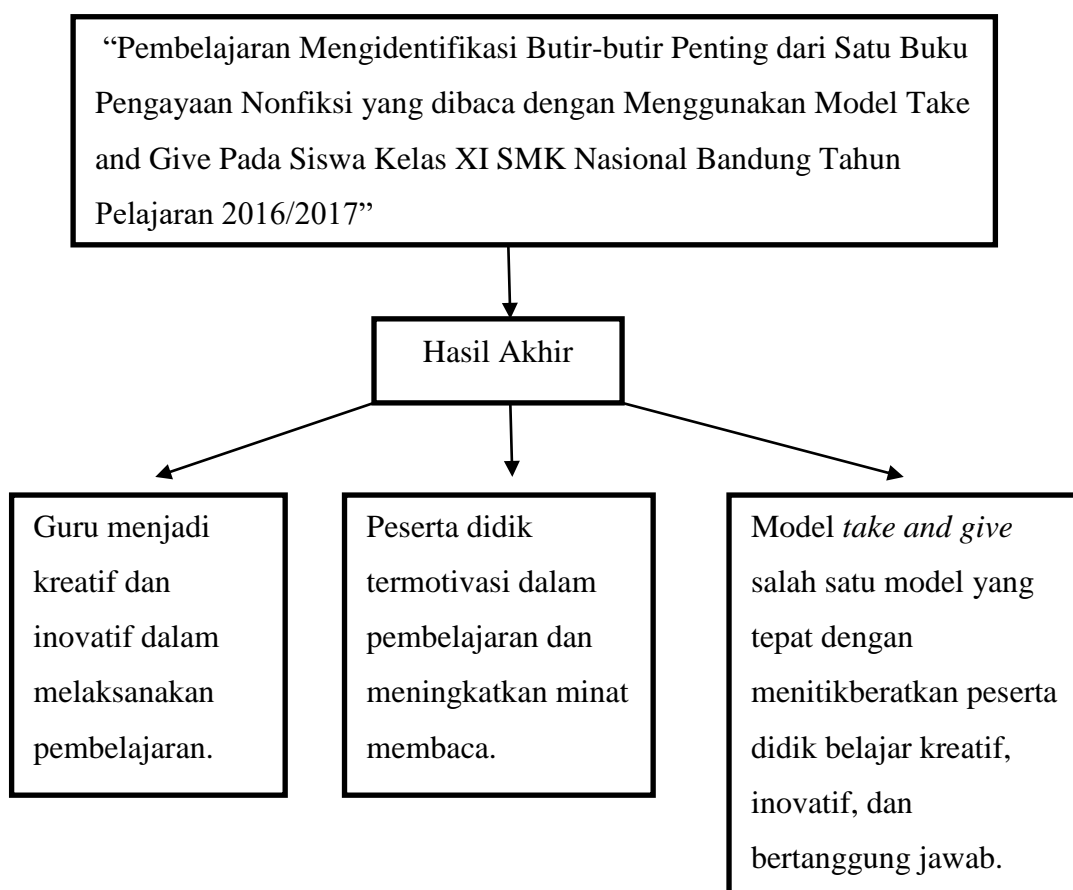 “Pembelajaran Mengidentifikasi Butir-butir Penting dari Satu Buku
Pengayaan Nonfiksi yang dibaca dengan Menggunakan Model Take
and Give Pada Siswa Kelas XI SMK Nasional Bandung Tahun
Pelajaran 2016/2017”
Hasil Akhir
Guru menjadi
kreatif dan
inovatif dalam
melaksanakan
pembelajaran.
Peserta didik
termotivasi dalam
pembelajaran dan
meningkatkan minat
membaca.
Model take and give
salah satu model yang
tepat dengan
menitikberatkan peserta
didik belajar kreatif,
inovatif, dan
bertanggung jawab.